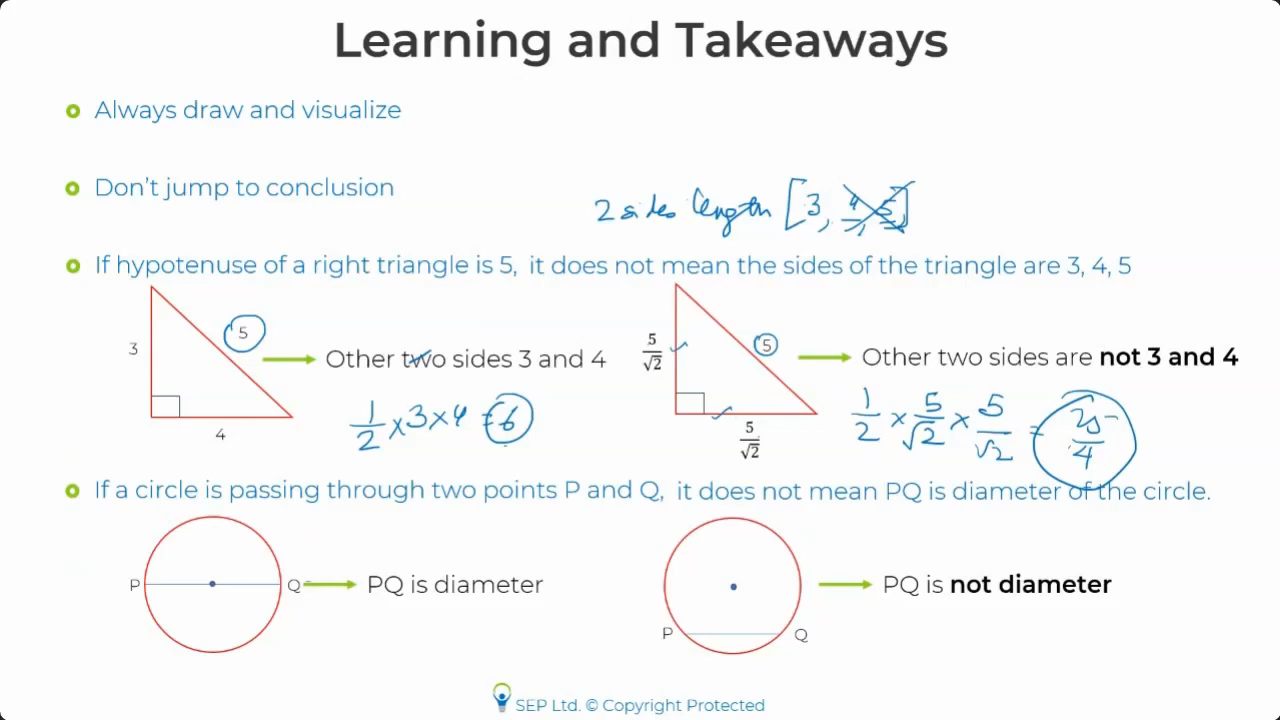 Learning and Takeaways
Always draw and visualize
Don't jump to conclusion
2 sides length [3, 4, 5]
If hypotenuse of a right triangle is 5, it does not mean the sides of the triangle are 3, 4, 5
3
5
4
Other two sides 3 and 4
1/2 × 3 × 4 = 6
5/√2
5
5/√2
Other two sides are not 3 and 4
1/2 × 5/√2 × 5/√2 = 25/4
If a circle is passing through two points P and Q, it does not mean PQ is diameter of the circle.
P
Q
PQ is diameter
P
Q
PQ is not diameter
SEP Ltd. © Copyright Protected